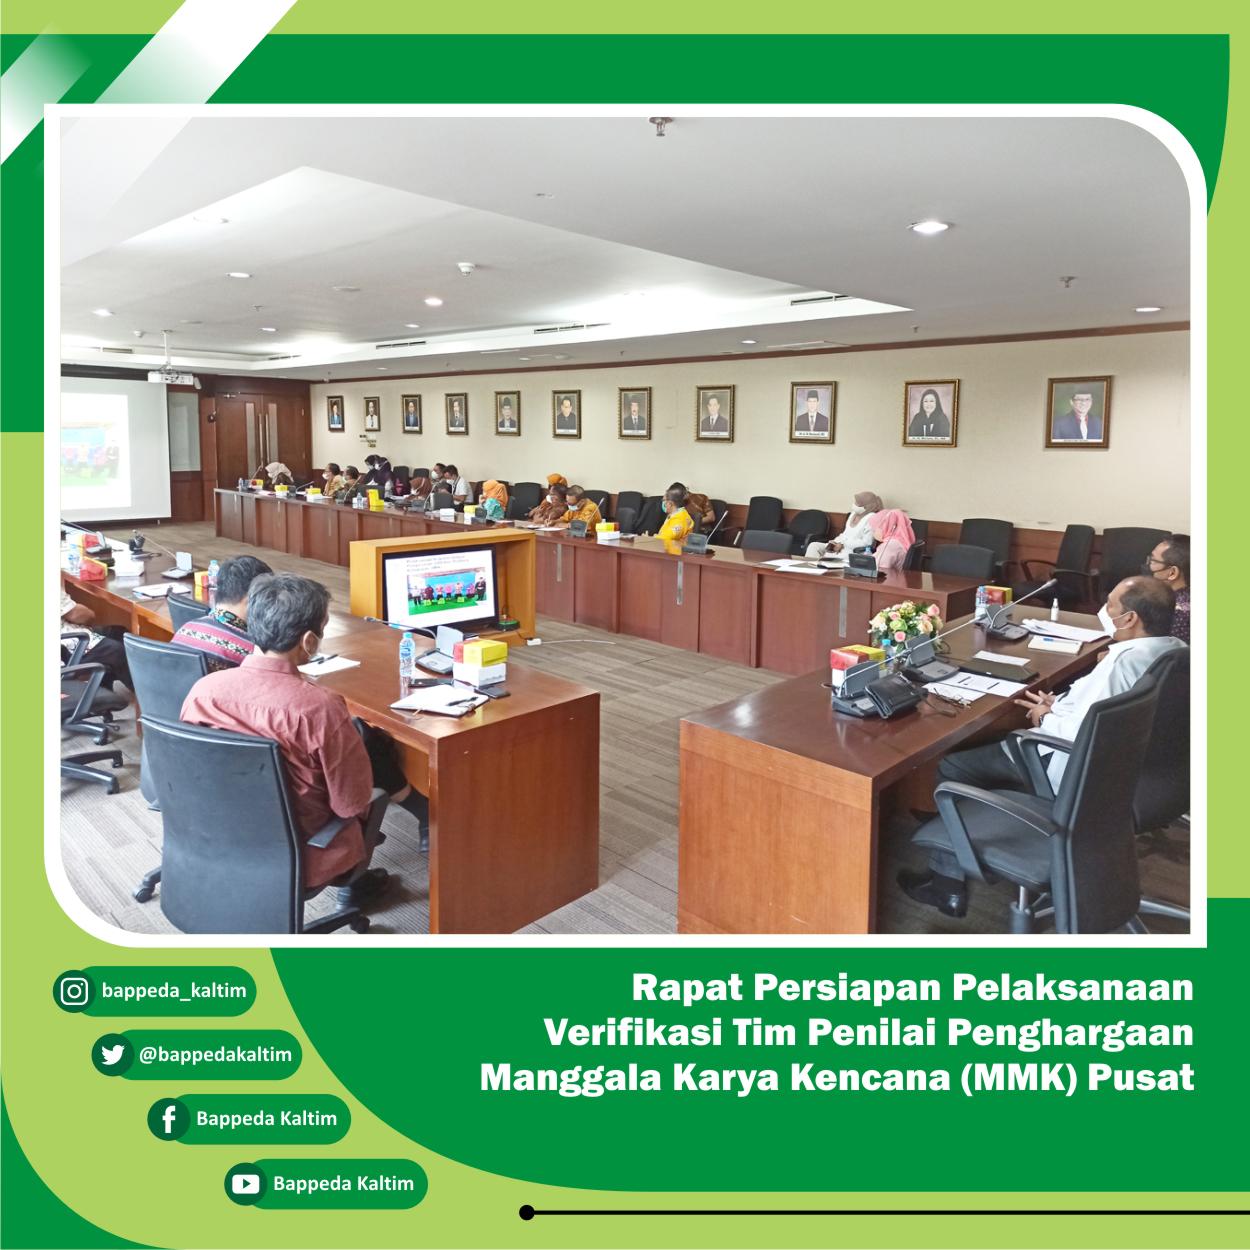 bappeda_kaltim
@bappedakaltim
Bappeda Kaltim
Bappeda Kaltim
Rapat Persiapan Pelaksanaan
Verifikasi Tim Penilai Penghargaan
Manggala Karya Kencana (MMK) Pusat